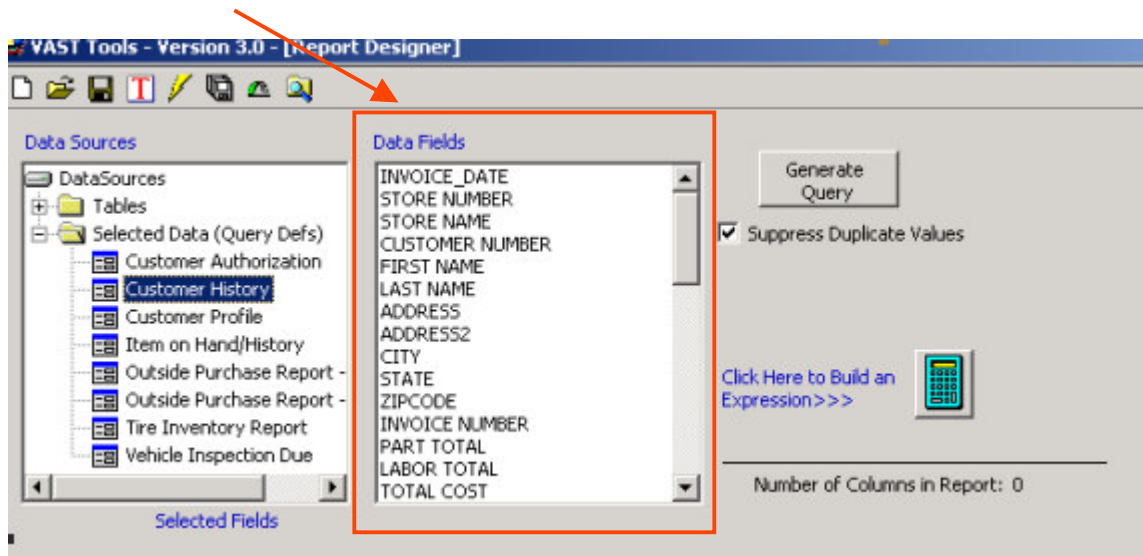 VAST Tools - Version 3.0 - [Report Designer]
T
Data Sources
DataSources
Tables
Selected Data (Query Defs)
Customer Authorization
Customer History
Customer Profile
Item on Hand/History
Outside Purchase Report -
Outside Purchase Report -
Tire Inventory Report
Vehicle Inspection Due
Selected Fields
Data Fields
INVOICE_DATE
STORE NUMBER
STORE NAME
CUSTOMER NUMBER
FIRST NAME
LAST NAME
ADDRESS
ADDRESS2
CITY
STATE
ZIPCODE
INVOICE NUMBER
PART TOTAL
LABOR TOTAL
TOTAL COST
Generate
Query
Suppress Duplicate Values
Click Here to Build an
Expression>>>
Number of Columns in Report: 0